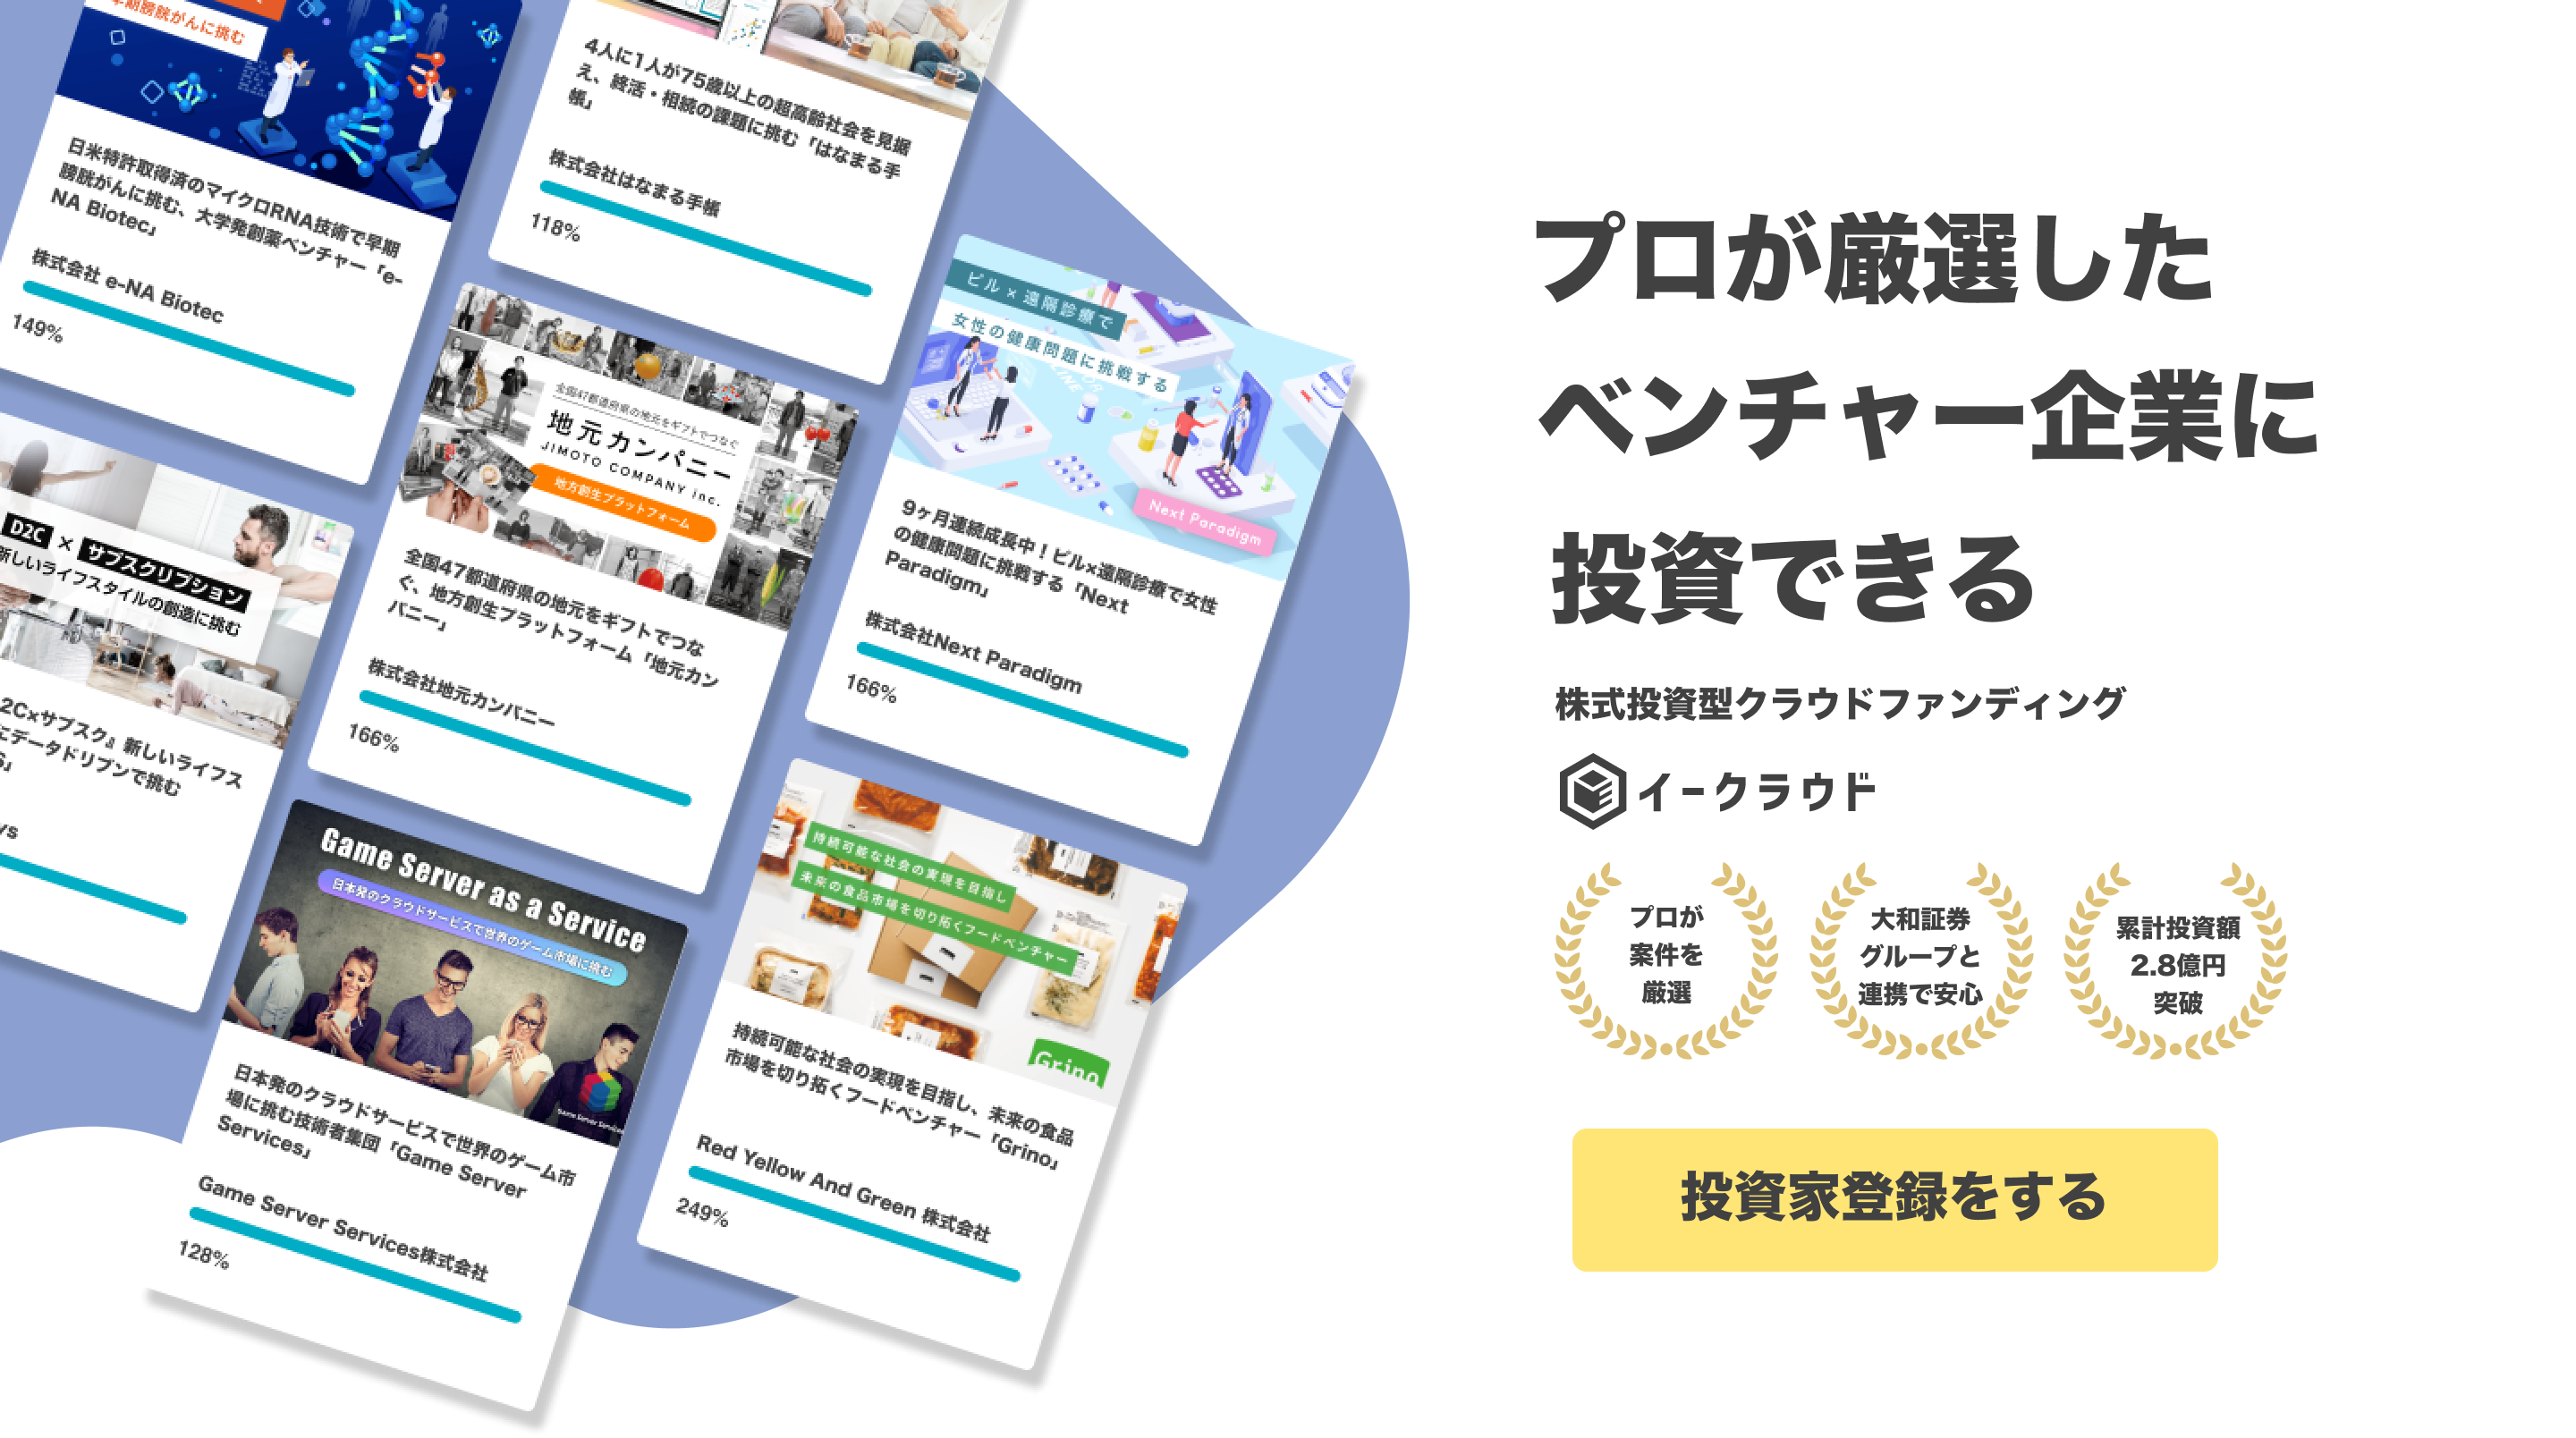 早期膀胱がんに挑む
日米特許取得済のマイクロRNA技術で早期
膀胱がんに挑む、大学発創薬ベンチャー「e-
NA Biotec」
株式会社 e-NA Biotec
149%
4人に1人が75歳以上の超高齢社会を見据
え、終活・相続の課題に挑む「はなまる手
帳」
株式会社はなまる手帳
118%
ピル × 遠隔診療で
女性の健康問題に挑戦する
Next Paradigm
9ヶ月連続成長中！ピル×遠隔診療で女性
の健康問題に挑戦する「Next
Paradigm」
株式会社Next Paradigm
166%
全国47都道府県の地元をギフトでつなぐ
地元カンパニー
JIMOTO COMPANY inc.
地方創生プラットフォーム
全国47都道府県の地元をギフトでつな
ぐ、地方創生プラットフォーム「地元カン
パニー」
株式会社地元カンパニー
166%
D2C × サブスクリプション
新しいライフスタイルの創造に挑む
2C×サブスク』新しいライフス
にデータドリブンで挑む
Game Server as a Service
日本発のクラウドサービスで世界のゲーム市場に挑む
Game Server Services
日本発のクラウドサービスで世界のゲーム市
場に挑む技術者集団「Game Server
Services」
Game Server Services株式会社
128%
持続可能な社会の実現を目指し
未来の食品市場を切り拓くフードベンチャー
Grino
持続可能な社会の実現を目指し、未来の食品
市場を切り拓くフードベンチャー「Grino」
Red Yellow And Green 株式会社
249%
プロが厳選した
ベンチャー企業に
投資できる
株式投資型クラウドファンディング
イークラウド
プロが
案件を
厳選
大和証券
グループと
連携で安心
累計投資額
2.8億円
突破
投資家登録をする